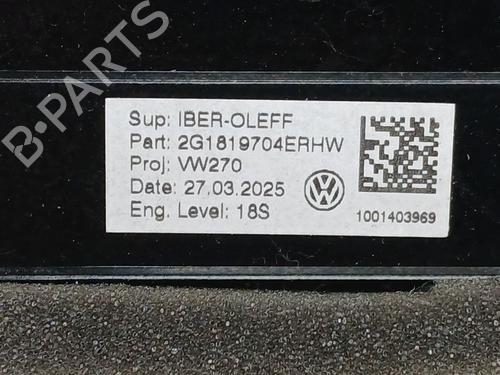 Sup: IBER-OLEFF
Part: 2G1819704ERHW
Proj: VW270
Date: 27.03.2025
Eng. Level: 18S
1001403969
B-PARTS